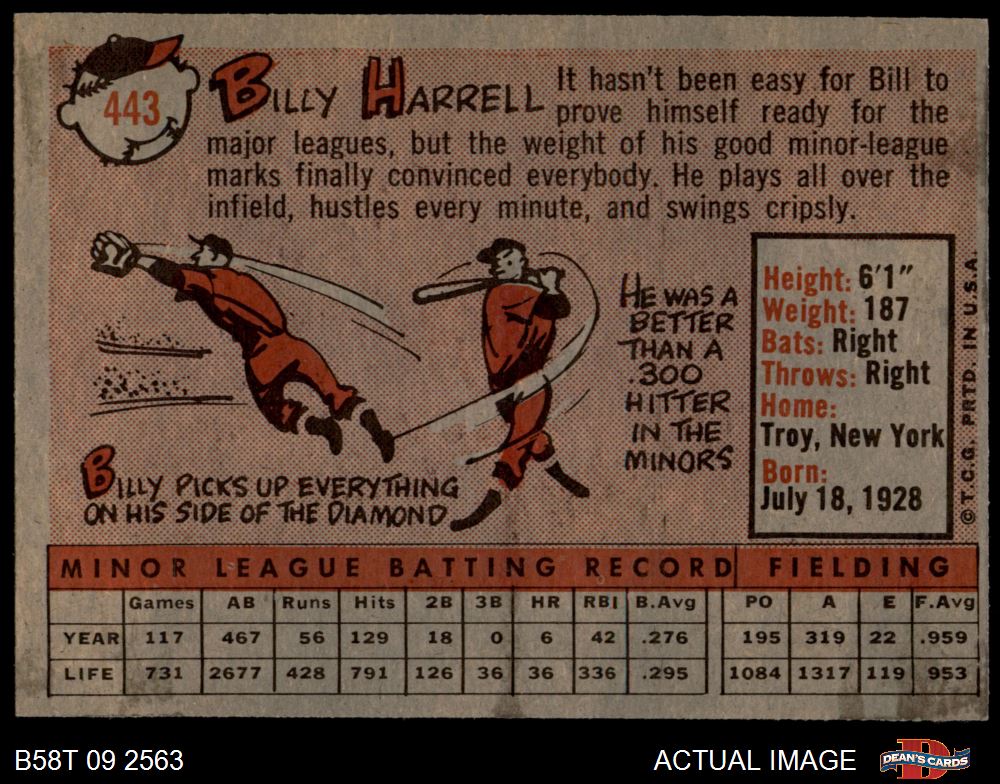 443
BILLY HARRELL It hasn't been easy for Bill to
prove himself ready for the
major leagues, but the weight of his good minor-league
marks finally convinced everybody. He plays all over the
infield, hustles every minute, and swings cripsly.
HE WAS A
BETTER
THAN A
.300
HITTER
IN THE
MINORS
BILLY PICKS UP EVERYTHING
ON HIS SIDE OF THE DIAMOND
Height: 6'1"
Weight: 187
Bats: Right
Throws: Right
Home:
Troy, New York
Born:
July 18, 1928
© T.C.G. PRTD. IN U.S.A.
MINOR LEAGUE BATTING RECORD FIELDING
Games AB Runs Hits 2B 3B HR RBI B.Avg PO A E F.Avg
YEAR 117 467 56 129 18 0 6 42 .276 195 319 22 .959
LIFE 731 2677 428 791 126 36 36 336 .295 1084 1317 119 953
B58T 09 2563 ACTUAL IMAGE DEAN'S CARDS